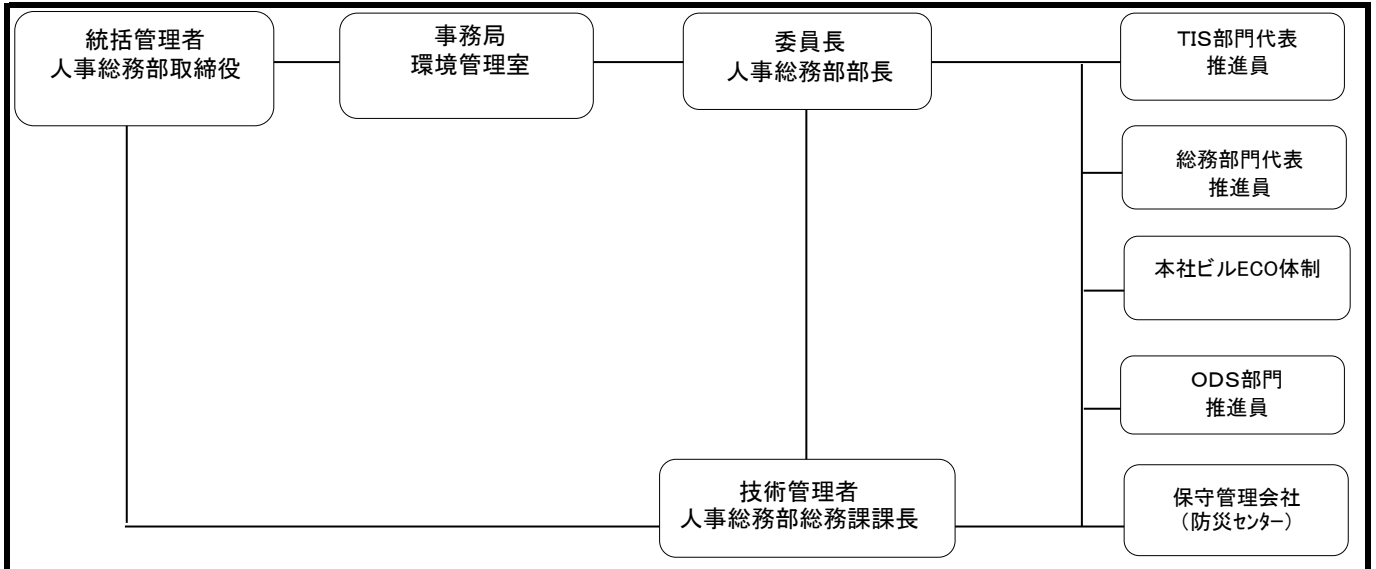 統括管理者
人事総務部取締役
事務局
環境管理室
委員長
人事総務部部長
TIS部門代表
推進員
総務部門代表
推進員
本社ビルECO体制
ODS部門
推進員
技術管理者
人事総務部総務課課長
保守管理会社
（防災ｾﾝﾀｰ）